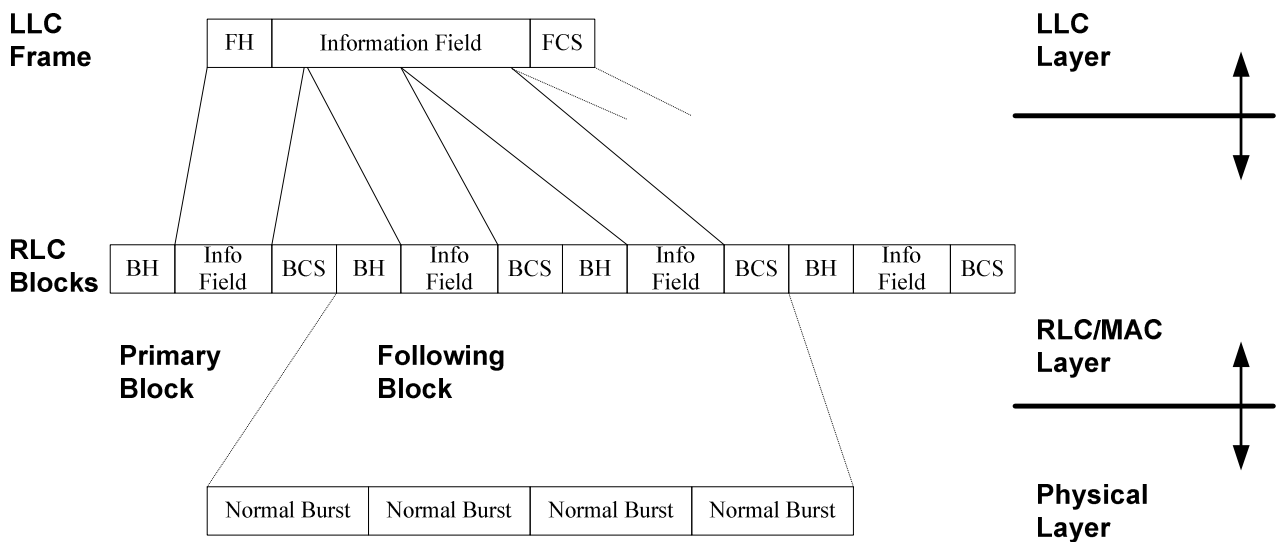 LLC
Frame
FH
Information Field
FCS
LLC
Layer
RLC
Blocks
BH
Info
Field
BCS
BH
Info
Field
BCS
BH
Info
Field
BCS
BH
Info
Field
BCS
Primary
Block
Following
Block
RLC/MAC
Layer
Normal Burst
Normal Burst
Normal Burst
Normal Burst
Physical
Layer